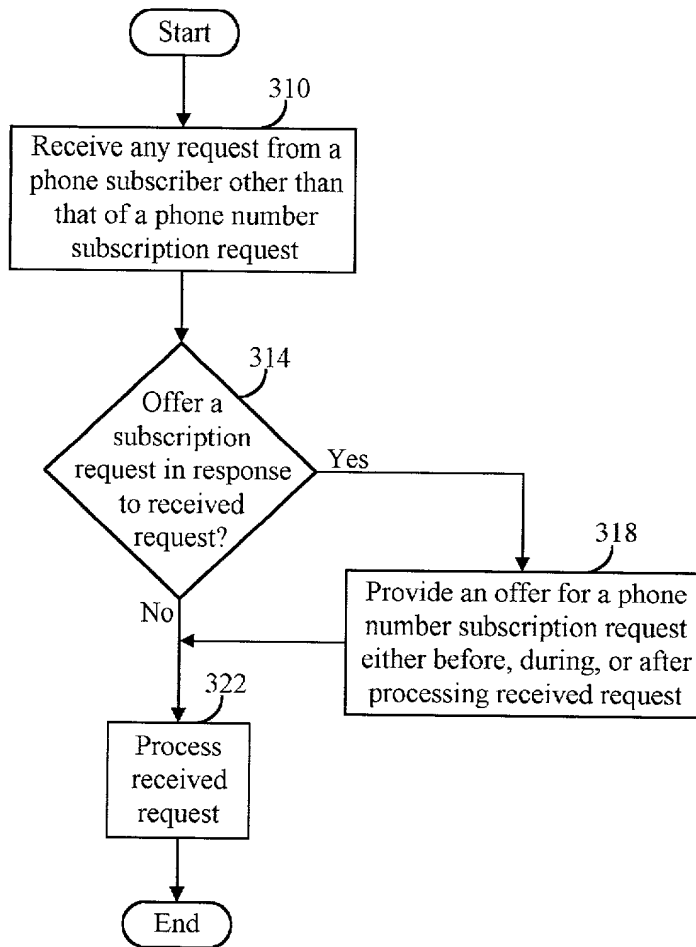 Start
310
Receive any request from a
phone subscriber other than
that of a phone number
subscription request
314
Offer a
subscription
request in response
to received
request?
Yes
318
Provide an offer for a phone
number subscription request
either before, during, or after
processing received request
No
322
Process
received
request
End